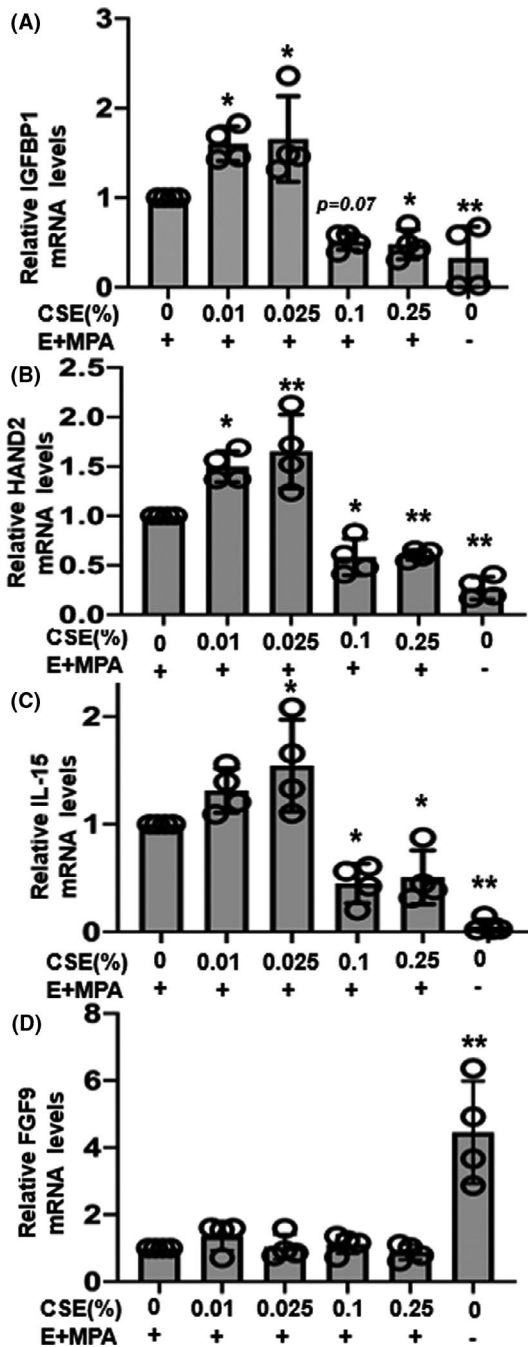 (A)
Relative IGFBP1
mRNA levels
3
2
1
0
*
*
p=0.07
*
**
CSE(%) 0 0.01 0.025 0.1 0.25 0
E+MPA + + + + + -
(B)
Relative HAND2
mRNA levels
2.5
2.0
1.5
1.0
0.5
0.0
*
**
*
**
**
CSE(%) 0 0.01 0.025 0.1 0.25 0
E+MPA + + + + + -
(C)
Relative IL-15
mRNA levels
2
1
0
*
*
*
**
CSE(%) 0 0.01 0.025 0.1 0.25 0
E+MPA + + + + + -
(D)
Relative FGF9
mRNA levels
8
6
4
2
0
**
CSE(%) 0 0.01 0.025 0.1 0.25 0
E+MPA + + + + + -